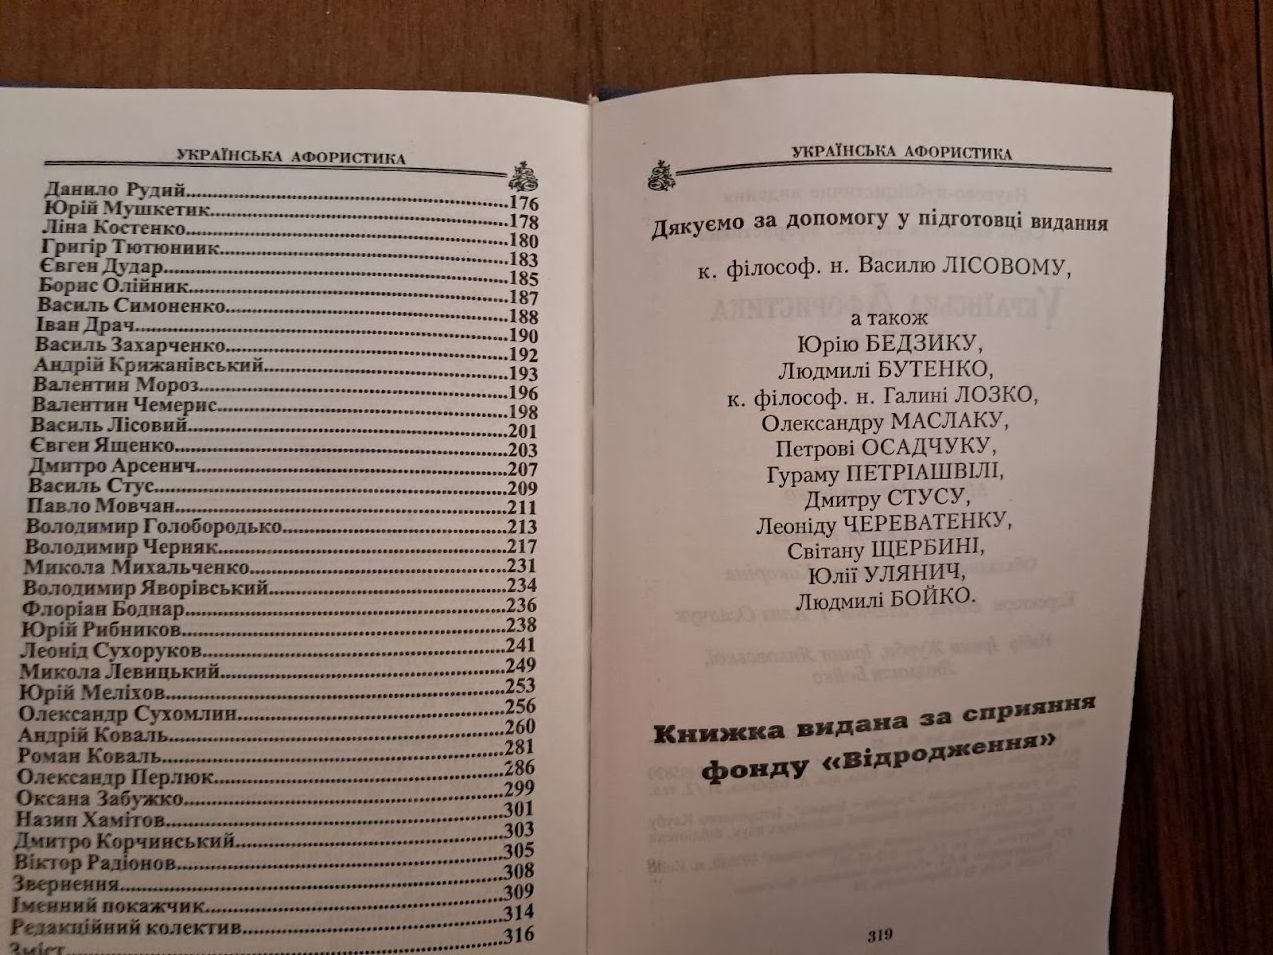 УКРАЇНСЬКА АФОРИСТИКА
Данило Рудий.....176
Юрій Мушкетик.....178
Ліна Костенко.....180
Григір Тютюнник.....183
Євген Дудар.....185
Борис Олійник.....187
Василь Симоненко.....188
Іван Драч.....190
Василь Захарченко.....192
Андрій Крижанівський.....193
Валентин Мороз.....196
Валентин Чемерис.....198
Василь Лісовий.....201
Євген Ященко.....203
Дмитро Арсенич.....207
Василь Стус.....209
Павло Мовчан.....211
Володимир Голобородько.....213
Володимир Черняк.....217
Микола Михальченко.....231
Володимир Яворівський.....234
Флоріан Боднар.....236
Юрій Рибников.....238
Леонід Сухоруков.....241
Микола Левицький.....249
Юрій Меліхов.....253
Олександр Сухомлин.....256
Андрій Коваль.....260
Роман Коваль.....281
Олександр Перлюк.....286
Оксана Забужко.....299
Назип Хамітов.....301
Дмитро Корчинський.....303
Віктор Радіонов.....305
Звернення.....308
Іменний покажчик.....309
Редакційний колектив.....314
Зміст.....316
УКРАЇНСЬКА АФОРИСТИКА
Дякуємо за допомогу у підготовці видання
к. філософ. н. Василю ЛІСОВОМУ,
а також
Юрію БЕДЗИКУ,
Людмилі БУТЕНКО,
к. філософ. н. Галині ЛОЗКО,
Олександру МАСЛАКУ,
Петрові ОСАДЧУКУ,
Гураму ПЕТРІАШВІЛІ,
Дмитру СТУСУ,
Леоніду ЧЕРЕВАТЕНКУ,
Світану ЩЕРБИНІ,
Юлії УЛЯНИЧ,
Людмилі БОЙКО.
Книжка видана за сприяння
фонду «Відродження»
319